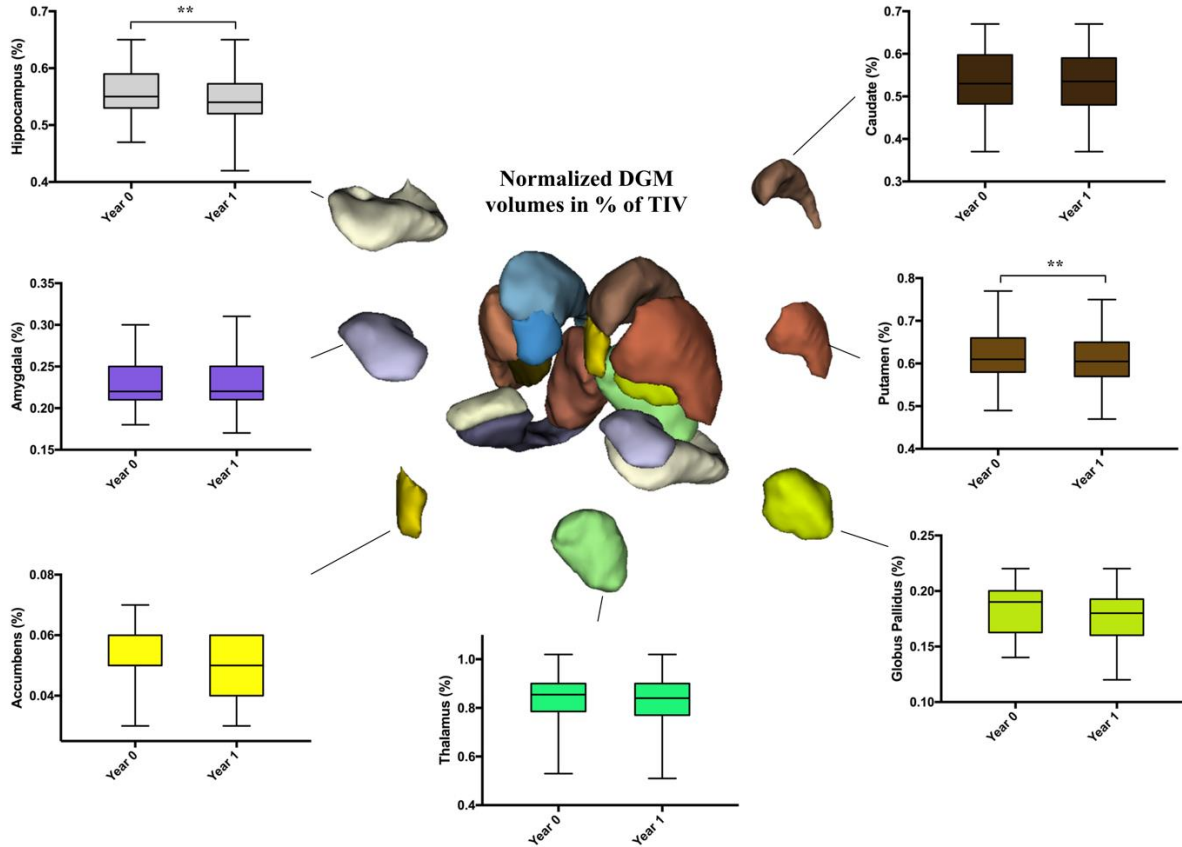 Normalized DGM
volumes in % of TIV
Hippocampus (%)
0.7
0.6
0.5
0.4
**
Year 0
Year 1
Caudate (%)
0.7
0.6
0.5
0.4
0.3
Year 0
Year 1
Amygdala (%)
0.35
0.30
0.25
0.20
0.15
Year 0
Year 1
Putamen (%)
0.8
0.7
0.6
0.5
0.4
**
Year 0
Year 1
Accumbens (%)
0.08
0.06
0.04
Year 0
Year 1
Thalamus (%)
1.0
0.8
0.6
0.4
Year 0
Year 1
Globus Pallidus (%)
0.25
0.20
0.15
0.10
Year 0
Year 1